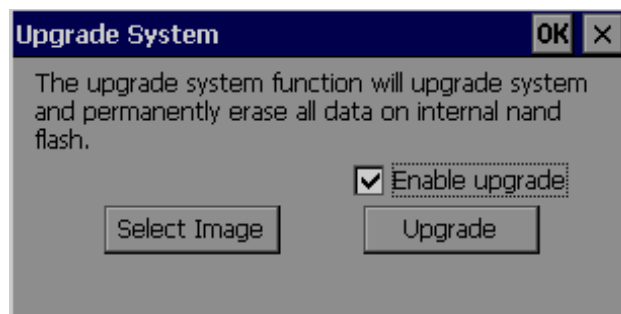 Upgrade System OK ×
The upgrade system function will upgrade system
and permanently erase all data on internal nand
flash.
Enable upgrade
Select Image Upgrade